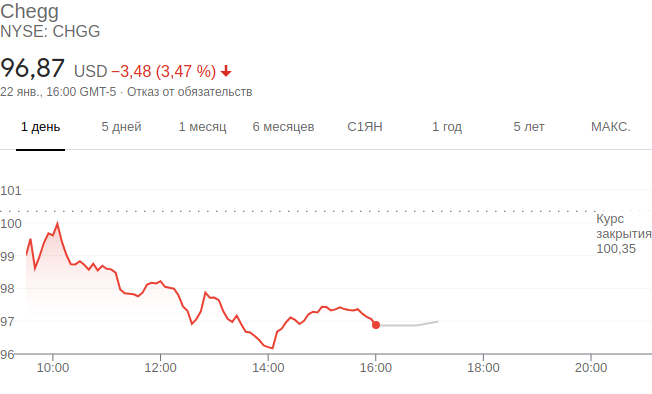 Chegg
NYSE: CHGG
96,87 USD −3,48 (3,47 %)
22 янв., 16:00 GMT-5 · Отказ от обязательств
1 день 5 дней 1 месяц 6 месяцев С1ЯН 1 год 5 лет МАКС.
101
100
99
98
97
96
Курс
закрытия
100,35
10:00 12:00 14:00 16:00 18:00 20:00